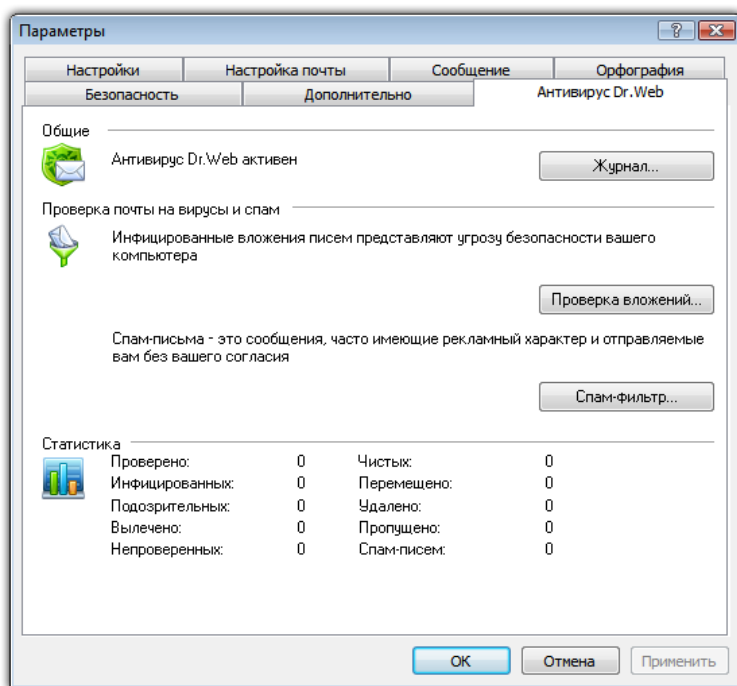 Параметры
Настройки Настройка почты Сообщение Орфография
Безопасность Дополнительно Антивирус Dr.Web
Общие
Антивирус Dr.Web активен
Журнал...
Проверка почты на вирусы и спам
Инфицированные вложения писем представляют угрозу безопасности вашего
компьютера
Проверка вложений...
Спам-письма - это сообщения, часто имеющие рекламный характер и отправляемые
вам без вашего согласия
Спам-фильтр...
Статистика
Проверено: 0 Чистых: 0
Инфицированных: 0 Перемещено: 0
Подозрительных: 0 Удалено: 0
Вылечено: 0 Пропущено: 0
Непроверенных: 0 Спам-писем: 0
OK Отмена Применить